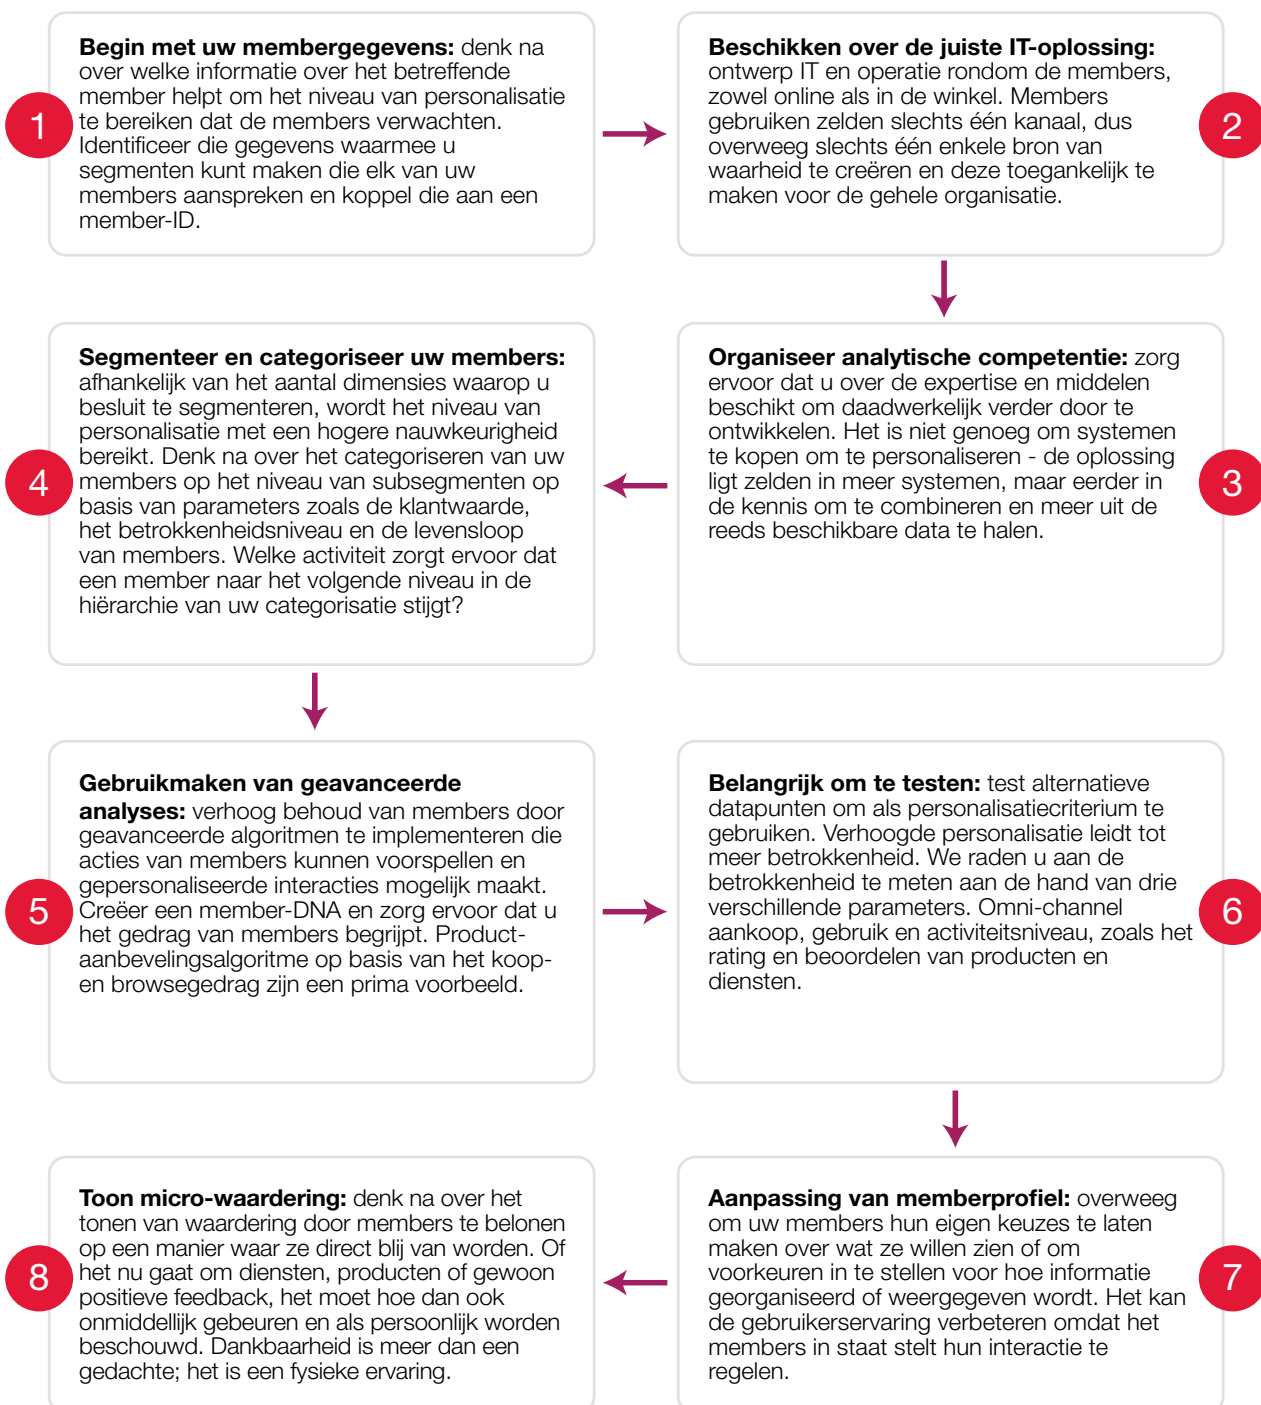 1
Begin met uw membergegevens: denk na
over welke informatie over het betreffende
member helpt om het niveau van personalisatie
te bereiken dat de members verwachten.
Identificeer die gegevens waarmee u
segmenten kunt maken die elk van uw
members aanspreken en koppel die aan een
member-ID.
2
Beschikken over de juiste IT-oplossing:
ontwerp IT en operatie rondom de members,
zowel online als in de winkel. Members
gebruiken zelden slechts één kanaal, dus
overweeg slechts één enkele bron van
waarheid te creëren en deze toegankelijk te
maken voor de gehele organisatie.
3
Organiseer analytische competentie: zorg
ervoor dat u over de expertise en middelen
beschikt om daadwerkelijk verder door te
ontwikkelen. Het is niet genoeg om systemen
te kopen om te personaliseren - de oplossing
ligt zelden in meer systemen, maar eerder in
de kennis om te combineren en meer uit de
reeds beschikbare data te halen.
4
Segmenteer en categoriseer uw members:
afhankelijk van het aantal dimensies waarop u
besluit te segmenteren, wordt het niveau van
personalisatie met een hogere nauwkeurigheid
bereikt. Denk na over het categoriseren van uw
members op het niveau van subsegmenten op
basis van parameters zoals de klantwaarde,
het betrokkenheidsniveau en de levensloop
van members. Welke activiteit zorgt ervoor dat
een member naar het volgende niveau in de
hiërarchie van uw categorisatie stijgt?
5
Gebruikmaken van geavanceerde
analyses: verhoog behoud van members door
geavanceerde algoritmen te implementeren die
acties van members kunnen voorspellen en
gepersonaliseerde interacties mogelijk maakt.
Creëer een member-DNA en zorg ervoor dat u
het gedrag van members begrijpt. Product-
aanbevelingsalgoritme op basis van het koop-
en browsegedrag zijn een prima voorbeeld.
6
Belangrijk om te testen: test alternatieve
datapunten om als personalisatiecriterium te
gebruiken. Verhoogde personalisatie leidt tot
meer betrokkenheid. We raden u aan de
betrokkenheid te meten aan de hand van drie
verschillende parameters. Omni-channel
aankoop, gebruik en activiteitsniveau, zoals het
rating en beoordelen van producten en
diensten.
7
Aanpassing van memberprofiel: overweeg
om uw members hun eigen keuzes te laten
maken over wat ze willen zien of om
voorkeuren in te stellen voor hoe informatie
georganiseerd of weergegeven wordt. Het kan
de gebruikerservaring verbeteren omdat het
members in staat stelt hun interactie te
regelen.
8
Toon micro-waardering: denk na over het
tonen van waardering door members te belonen
op een manier waar ze direct blij van worden. Of
het nu gaat om diensten, producten of gewoon
positieve feedback, het moet hoe dan ook
onmiddellijk gebeuren en als persoonlijk worden
beschouwd. Dankbaarheid is meer dan een
gedachte; het is een fysieke ervaring.